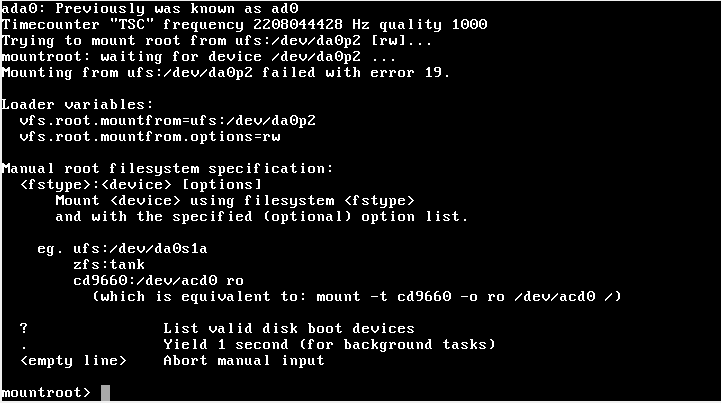 ada0: Previously was known as ad0
Timecounter "TSC" frequency 2208044428 Hz quality 1000
Trying to mount root from ufs:/dev/da0p2 [rw]...
mountroot: waiting for device /dev/da0p2 ...
Mounting from ufs:/dev/da0p2 failed with error 19.

Loader variables:
  vfs.root.mountfrom=ufs:/dev/da0p2
  vfs.root.mountfrom.options=rw

Manual root filesystem specification:
  <fstype>:<device> [options]
      Mount <device> using filesystem <fstype>
      and with the specified (optional) option list.

    eg. ufs:/dev/da0s1a
        zfs:tank
        cd9660:/dev/acd0 ro
          (which is equivalent to: mount -t cd9660 -o ro /dev/acd0 /)

  ?               List valid disk boot devices
  .               Yield 1 second (for background tasks)
  <empty line>    Abort manual input

mountroot>